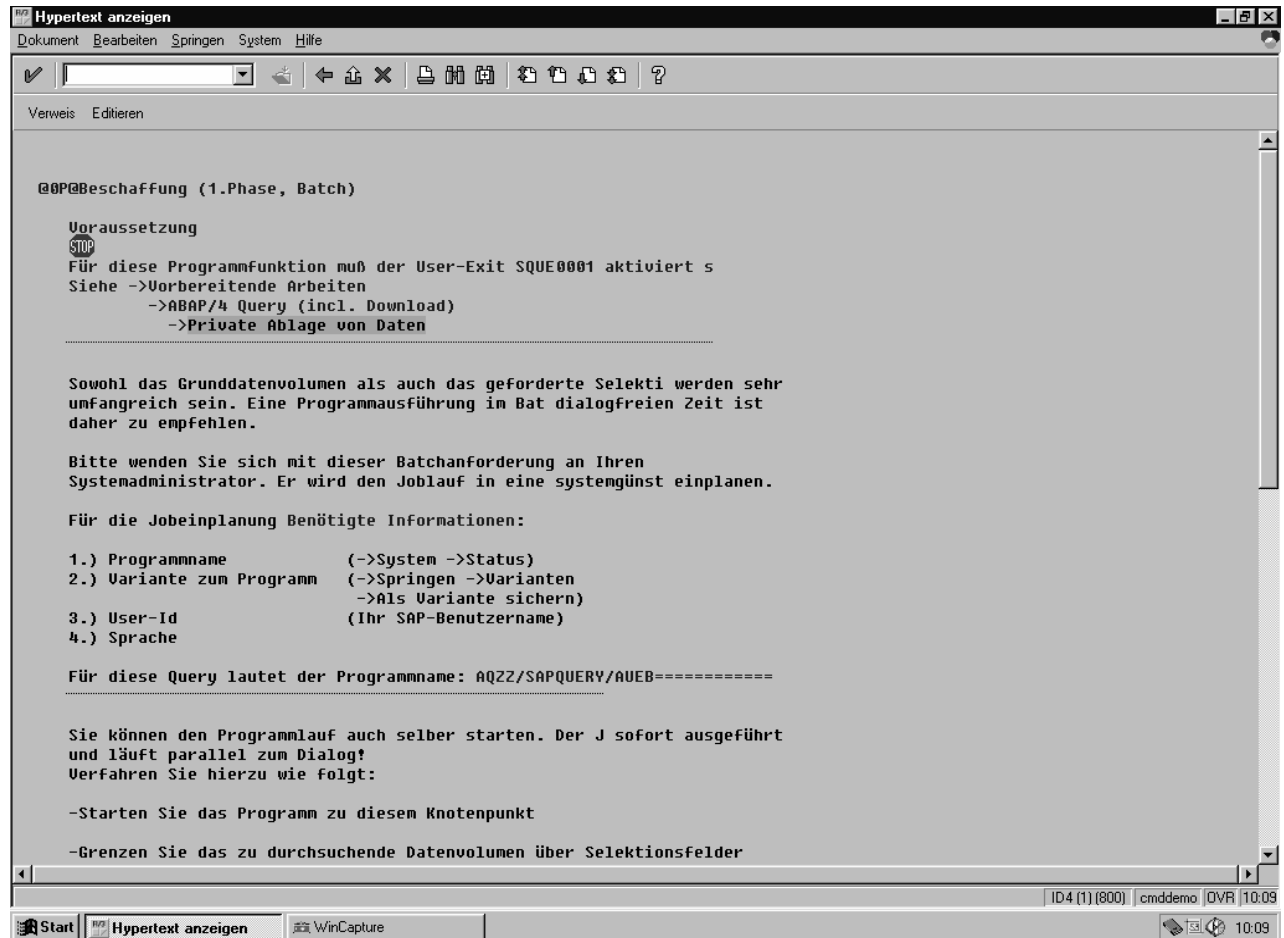 Hypertext anzeigen
Dokument Bearbeiten Springen System Hilfe
Verweis Editieren
@0P@Beschaffung (1.Phase, Batch)
Voraussetzung
STOP
Für diese Programmfunktion muß der User-Exit SQUE0001 aktiviert s
Siehe ->Vorbereitende Arbeiten
->ABAP/4 Query (incl. Download)
->Private Ablage von Daten
Sowohl das Grunddatenvolumen als auch das geforderte Selekti werden sehr
umfangreich sein. Eine Programmausführung im Bat dialogfreien Zeit ist
daher zu empfehlen.
Bitte wenden Sie sich mit dieser Batchanforderung an Ihren
Systemadministrator. Er wird den Joblauf in eine systemgünst einplanen.
Für die Jobeinplanung Benötigte Informationen:
1.) Programmname (->System ->Status)
2.) Variante zum Programm (->Springen ->Varianten
->Als Variante sichern)
3.) User-Id (Ihr SAP-Benutzername)
4.) Sprache
Für diese Query lautet der Programmname: AQZZ/SAPQUERY/AUEB============
Sie können den Programmlauf auch selber starten. Der J sofort ausgeführt
und läuft parallel zum Dialog!
Verfahren Sie hierzu wie folgt:
-Starten Sie das Programm zu diesem Knotenpunkt
-Grenzen Sie das zu durchsuchende Datenvolumen über Selektionsfelder
ID4 (1) (800) cmddemo OVR 10:09
Start Hypertext anzeigen WinCapture 10:09